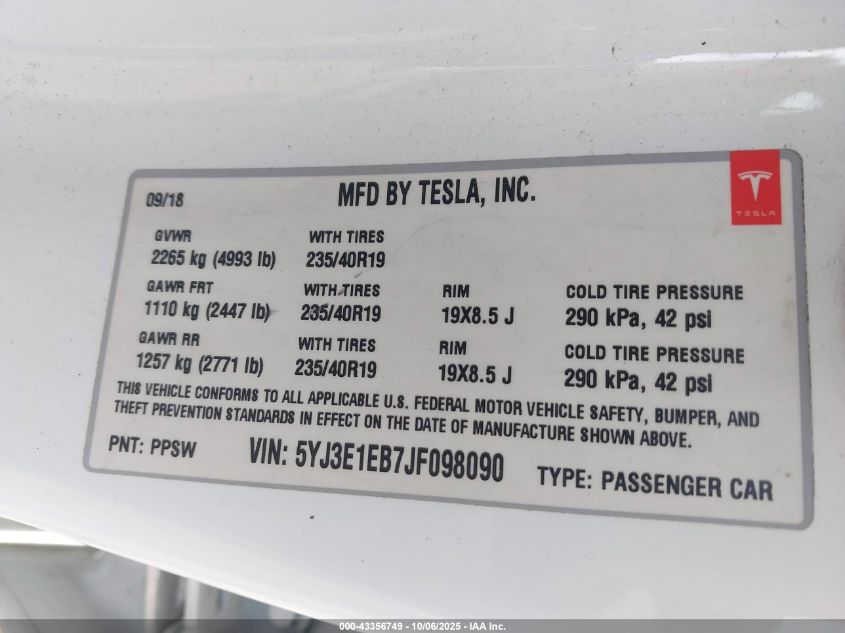 09/18
MFD BY TESLA, INC.
TESLA
GVWR WITH TIRES
2265 kg (4993 lb) 235/40R19
GAWR FRT WITH TIRES RIM COLD TIRE PRESSURE
1110 kg (2447 lb) 235/40R19 19X8.5 J 290 kPa, 42 psi
GAWR RR WITH TIRES RIM COLD TIRE PRESSURE
1257 kg (2771 lb) 235/40R19 19X8.5 J 290 kPa, 42 psi
THIS VEHICLE CONFORMS TO ALL APPLICABLE U.S. FEDERAL MOTOR VEHICLE SAFETY, BUMPER, AND
THEFT PREVENTION STANDARDS IN EFFECT ON THE DATE OF MANUFACTURE SHOWN ABOVE.
PNT: PPSW VIN: 5YJ3E1EB7JF098090 TYPE: PASSENGER CAR
000-43356749 - 10/06/2025 - IAA Inc.